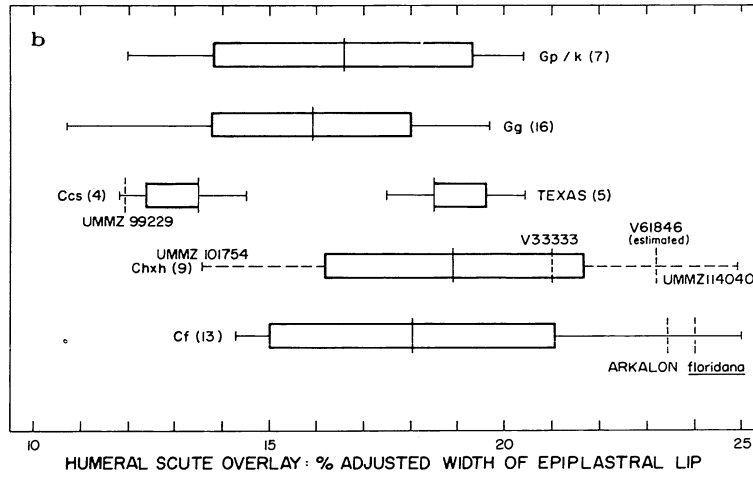 b
Gp / k (7)
Gg (16)
Ccs (4)
TEXAS (5)
UMMZ 99229
V61846
(estimated)
UMMZ 101754
V33333
Chxh (9)
UMMZ114040
Cf (13)
ARKALON floridana
10 15 20 25
HUMERAL SCUTE OVERLAY: % ADJUSTED WIDTH OF EPIPLASTRAL LIP